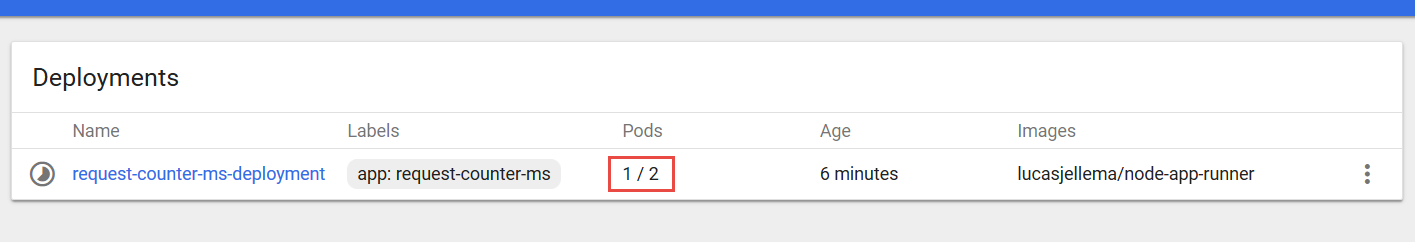 Deployments
Name Labels Pods Age Images
request-counter-ms-deployment app: request-counter-ms 1 / 2 6 minutes lucasjellema/node-app-runner